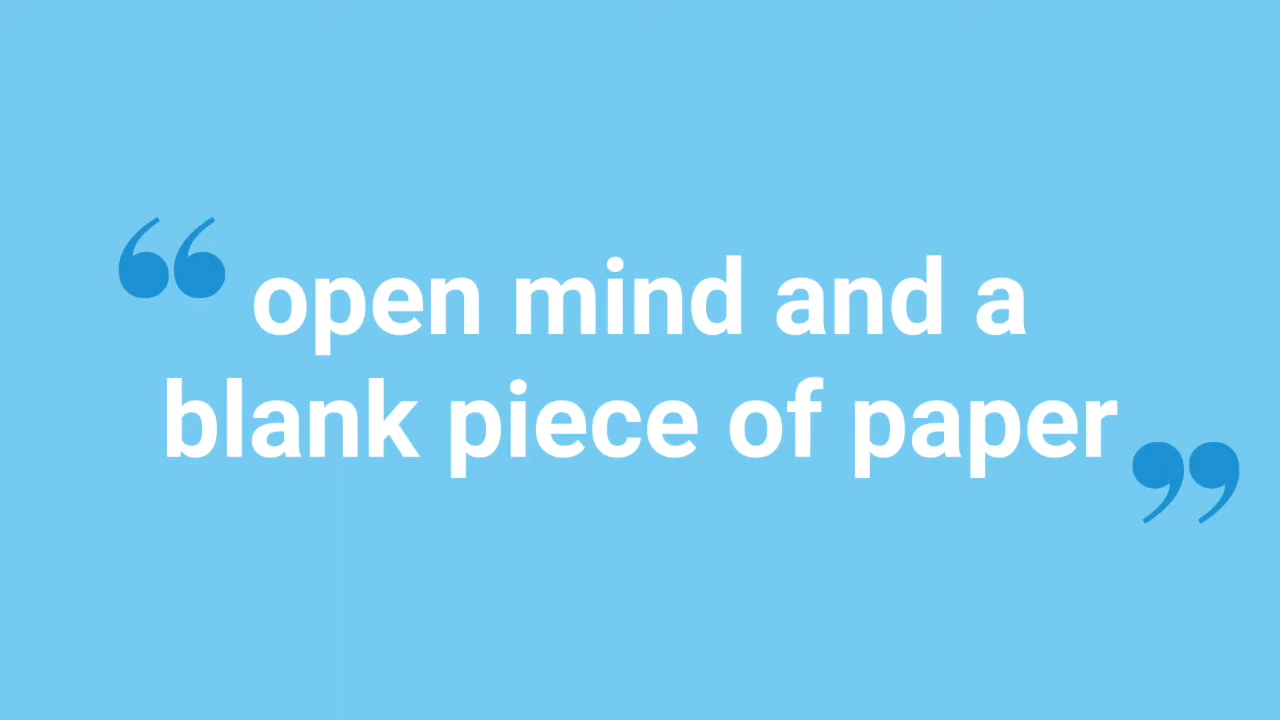 “open mind and a
blank piece of paper”